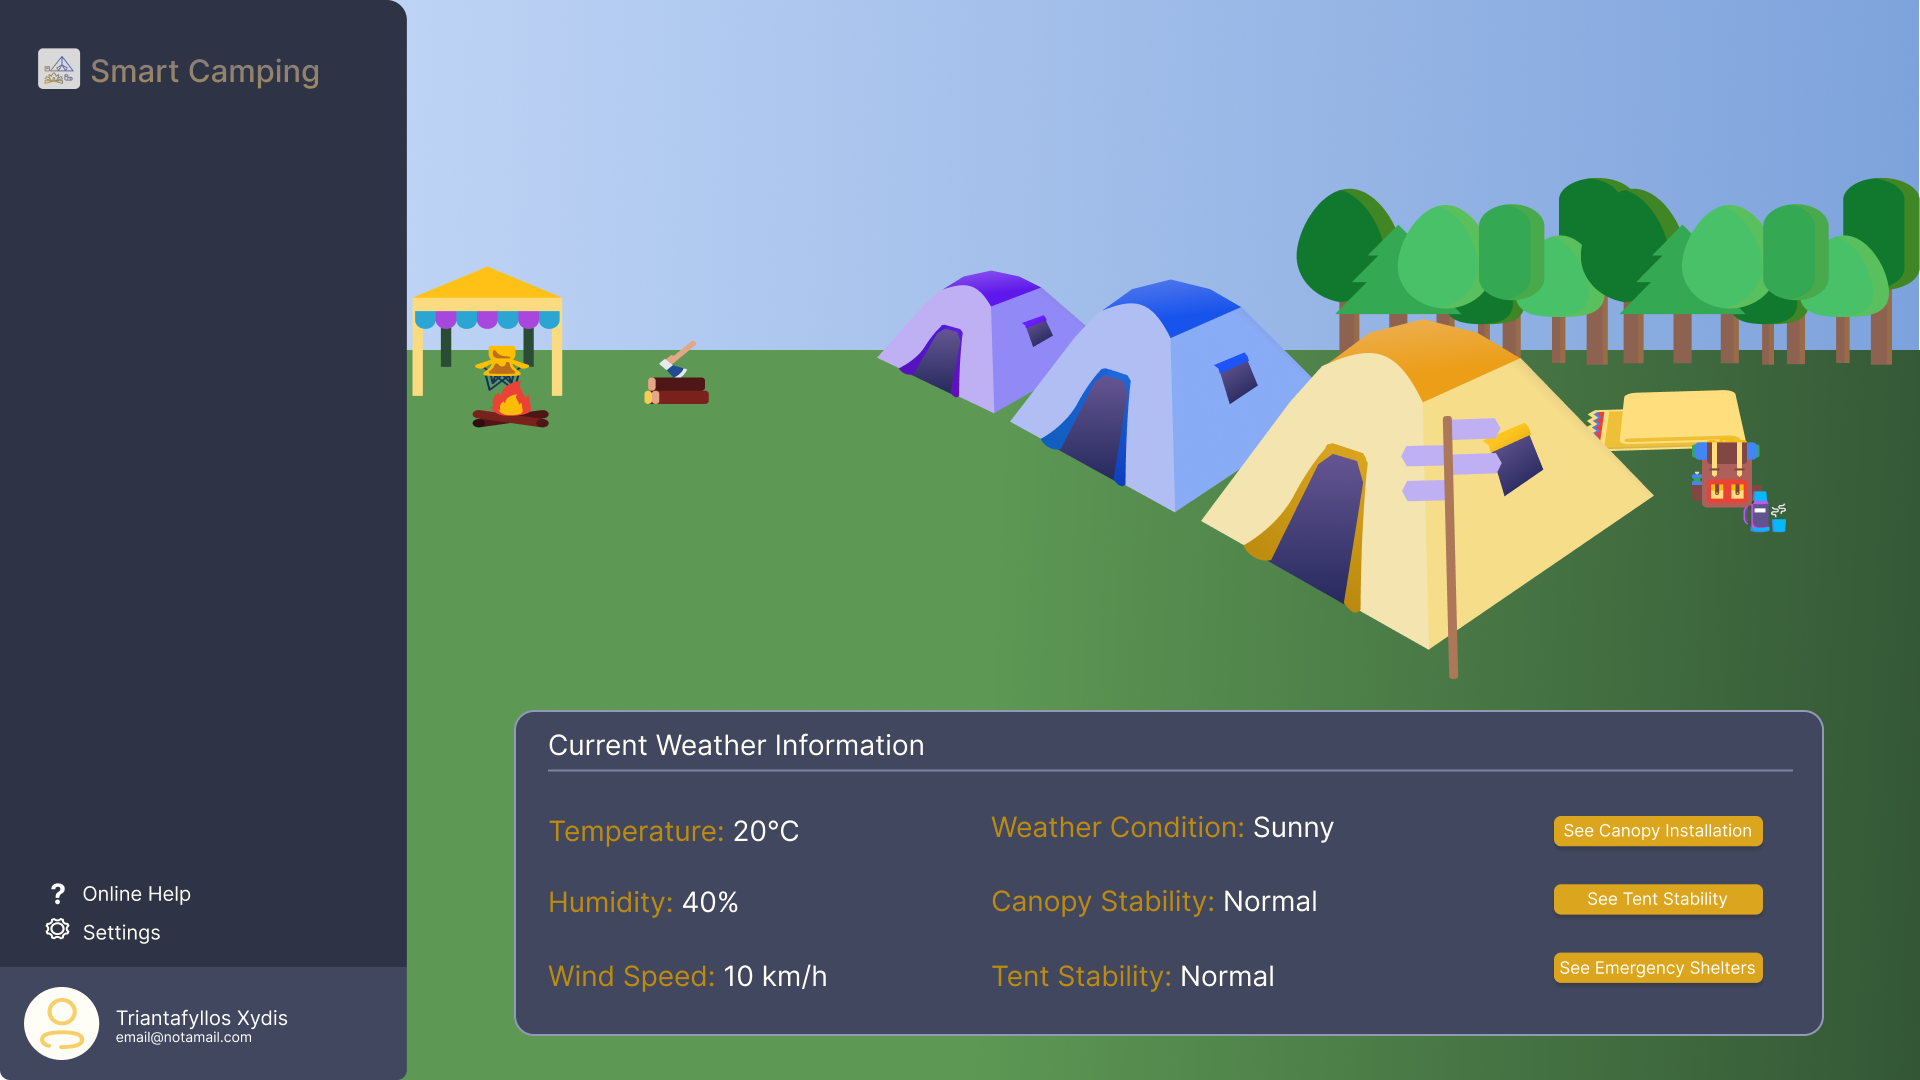 Smart Camping
? Online Help
Settings
Triantafyllos Xydis
email@notamail.com
Current Weather Information
Temperature: 20°C
Weather Condition: Sunny
See Canopy Installation
Humidity: 40%
Canopy Stability: Normal
See Tent Stability
Wind Speed: 10 km/h
Tent Stability: Normal
See Emergency Shelters